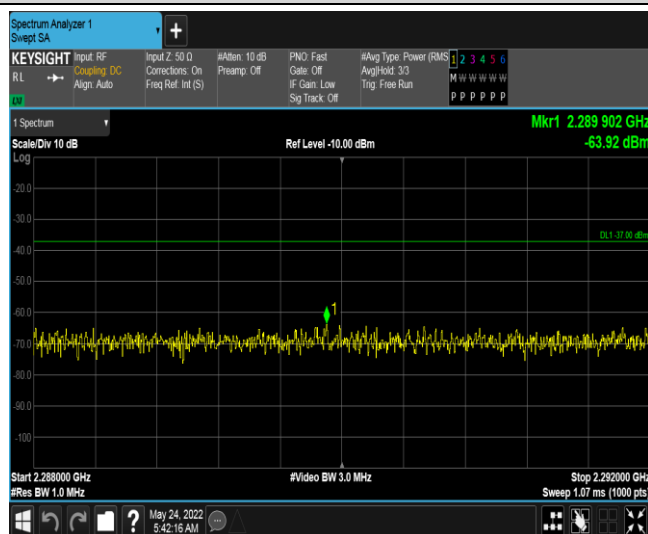 Spectrum Analyzer 1
Swept SA
+
KEYSIGHT
RL
LXI
Input: RF
Coupling: DC
Align: Auto
Input Z: 50 Ω
Corrections: On
Freq Ref: Int (S)
#Atten: 10 dB
Preamp: Off
PNO: Fast
Gate: Off
IF Gain: Low
Sig Track: Off
#Avg Type: Power (RMS
Avg|Hold: 3/3
Trig: Free Run
1 2 3 4 5 6
M W W W W W
P P P P P P
1 Spectrum
Mkr1 2.289 902 GHz
-63.92 dBm
Scale/Div 10 dB
Ref Level -10.00 dBm
Log
-20.0
-30.0
DL1 -37.00 dBm
-40.0
-50.0
-60.0
1
-70.0
-80.0
-90.0
-100
Start 2.288000 GHz
#Video BW 3.0 MHz
Stop 2.292000 GHz
#Res BW 1.0 MHz
Sweep 1.07 ms (1000 pts)
?
May 24, 2022
5:42:16 AM